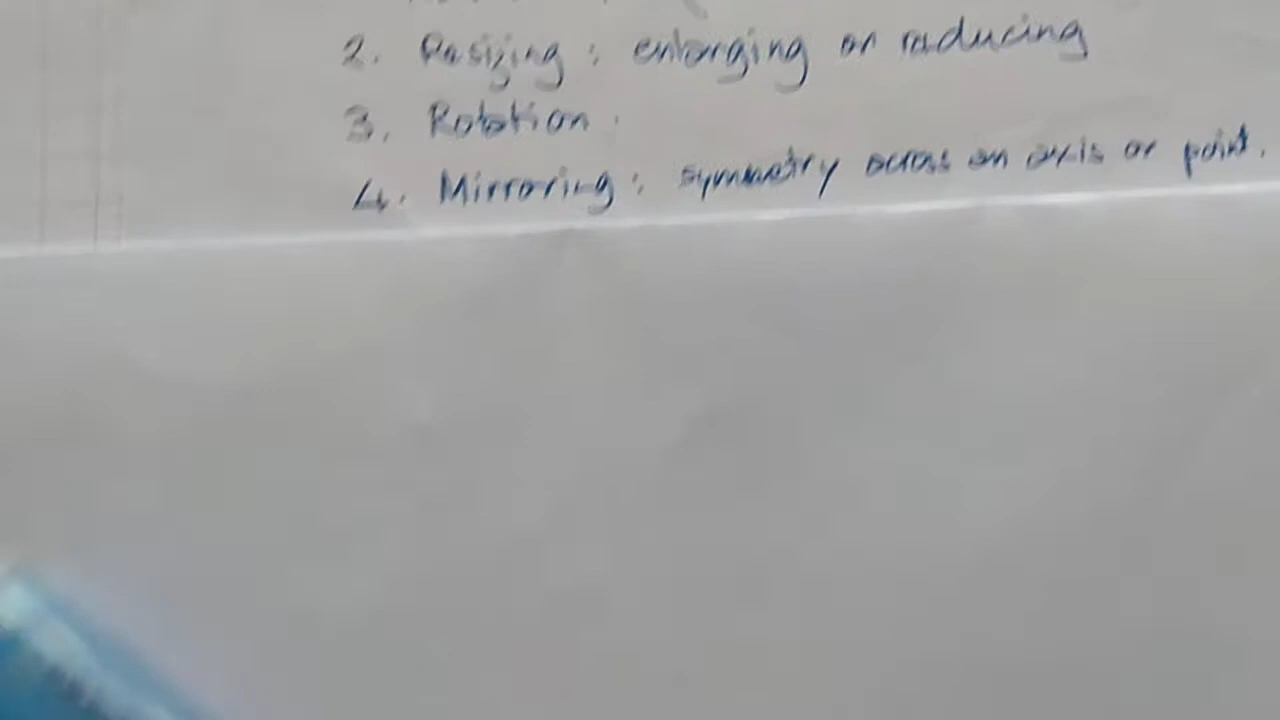 2. Resizing : enlarging or reducing
3. Rotation.
4. Mirroring : symmetry across an axis or point.